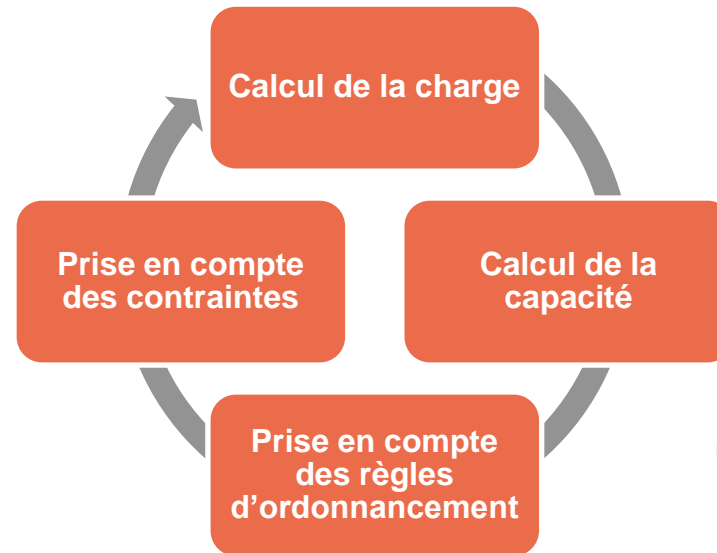 Calcul de la charge
Calcul de la
capacité
Prise en compte
des règles
d’ordonnancement
Prise en compte
des contraintes